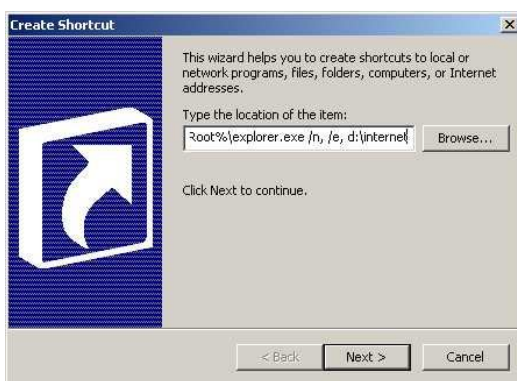 Create Shortcut
This wizard helps you to create shortcuts to local or
network programs, files, folders, computers, or Internet
addresses.
Type the location of the item:
Root%\explorer.exe /n, /e, d:\internet
Browse...
Click Next to continue.
< Back
Next >
Cancel